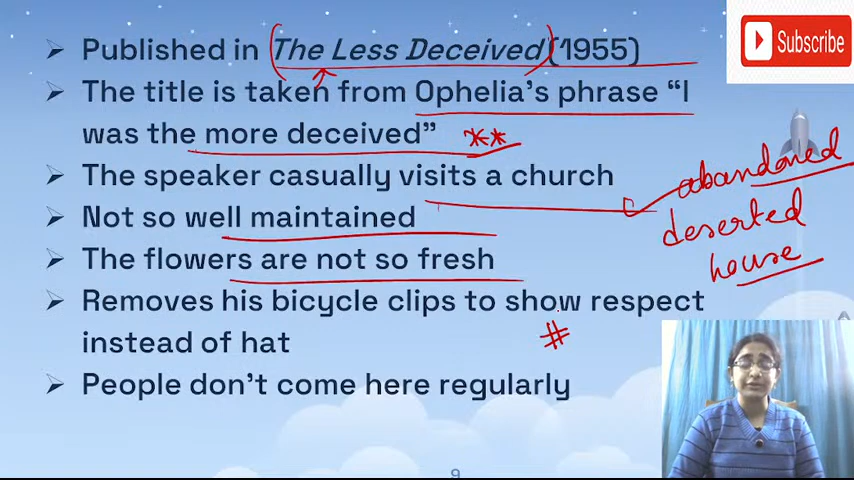 Published in (The Less Deceived) (1955)
The title is taken from Ophelia's phrase "I
was the more deceived" **
The speaker casually visits a church
Not so well maintained
The flowers are not so fresh
Removes his bicycle clips to show respect
instead of hat
#
People don't come here regularly
Subscribe
abandoned
deserted
house
9